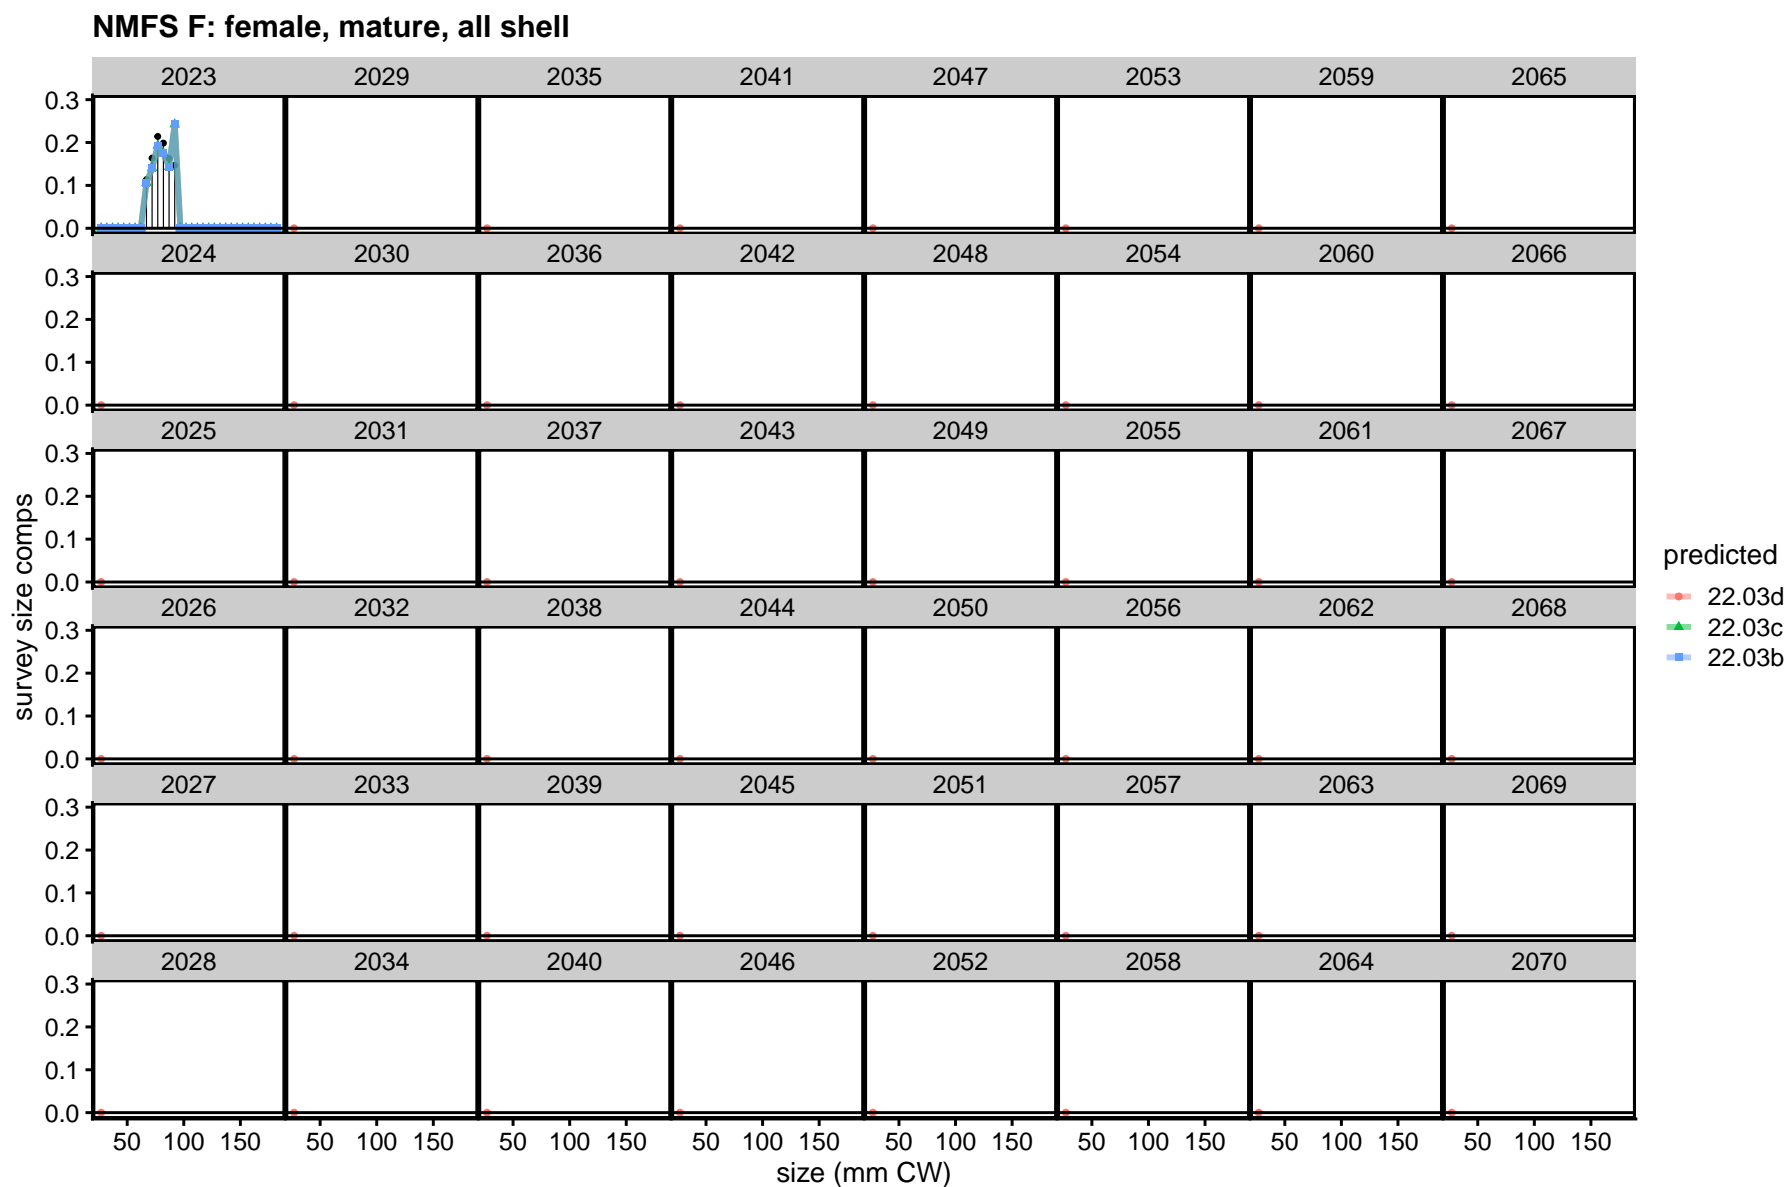 NMFS F: female, mature, all shell
2023 2029 2035 2041 2047 2053 2059 2065
0.3
0.2
0.1
0.0
2024 2030 2036 2042 2048 2054 2060 2066
0.3
0.2
0.1
0.0
2025 2031 2037 2043 2049 2055 2061 2067
0.3
0.2
0.1
0.0
2026 2032 2038 2044 2050 2056 2062 2068
0.3
0.2
0.1
0.0
2027 2033 2039 2045 2051 2057 2063 2069
0.3
0.2
0.1
0.0
2028 2034 2040 2046 2052 2058 2064 2070
0.3
0.2
0.1
0.0
50 100 150 50 100 150 50 100 150 50 100 150 50 100 150 50 100 150 50 100 150 50 100 150
size (mm CW)
survey size comps
predicted
22.03d
22.03c
22.03b